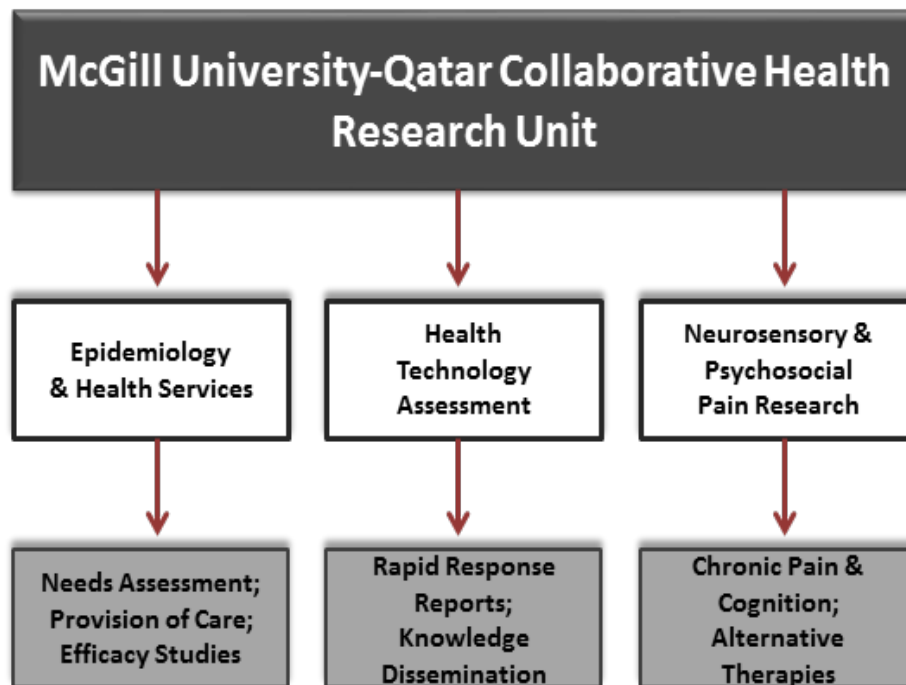 McGill University-Qatar Collaborative Health
Research Unit
Epidemiology
& Health Services
Health
Technology
Assessment
Neurosensory &
Psychosocial
Pain Research
Needs Assessment;
Provision of Care;
Efficacy Studies
Rapid Response
Reports;
Knowledge
Dissemination
Chronic Pain &
Cognition;
Alternative
Therapies